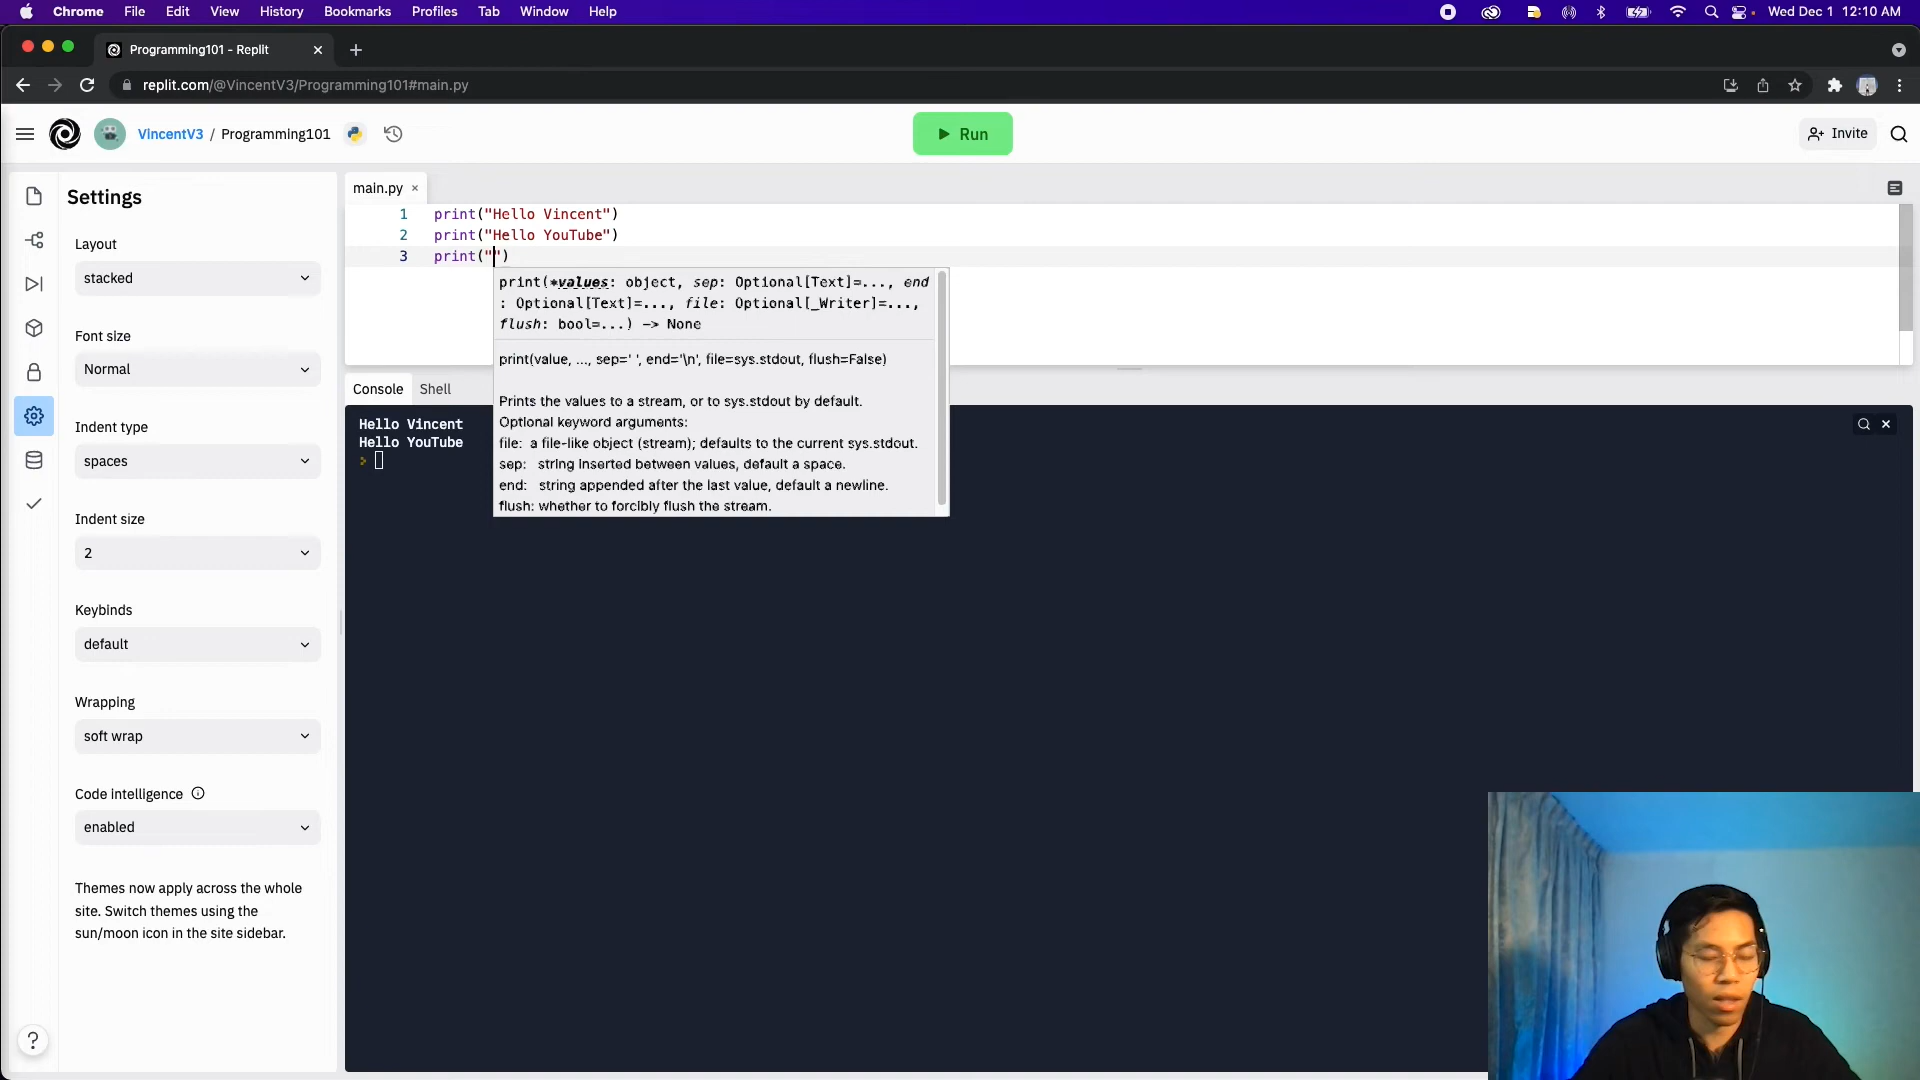 Chrome File Edit View History Bookmarks Profiles Tab Window Help Wed Dec 1 12:10 AM
Programming101 - Replit
replit.com/@VincentV3/Programming101#main.py
VincentV3 / Programming101 Run Invite
Settings
Layout
stacked
Font size
Normal
Indent type
spaces
Indent size
2
Keybinds
default
Wrapping
soft wrap
Code intelligence
enabled
Themes now apply across the whole
site. Switch themes using the
sun/moon icon in the site sidebar.
?
main.py ×
1 print("Hello Vincent")
2 print("Hello YouTube")
3 print("")
print(*values: object, sep: Optional[Text]=..., end
: Optional[Text]=..., file: Optional[_Writer]=...,
flush: bool=...) -> None
print(value, ..., sep=' ', end='\n', file=sys.stdout, flush=False)
Prints the values to a stream, or to sys.stdout by default.
Optional keyword arguments:
file: a file-like object (stream); defaults to the current sys.stdout.
sep: string inserted between values, default a space.
end: string appended after the last value, default a newline.
flush: whether to forcibly flush the stream.
Console Shell
Hello Vincent
Hello YouTube